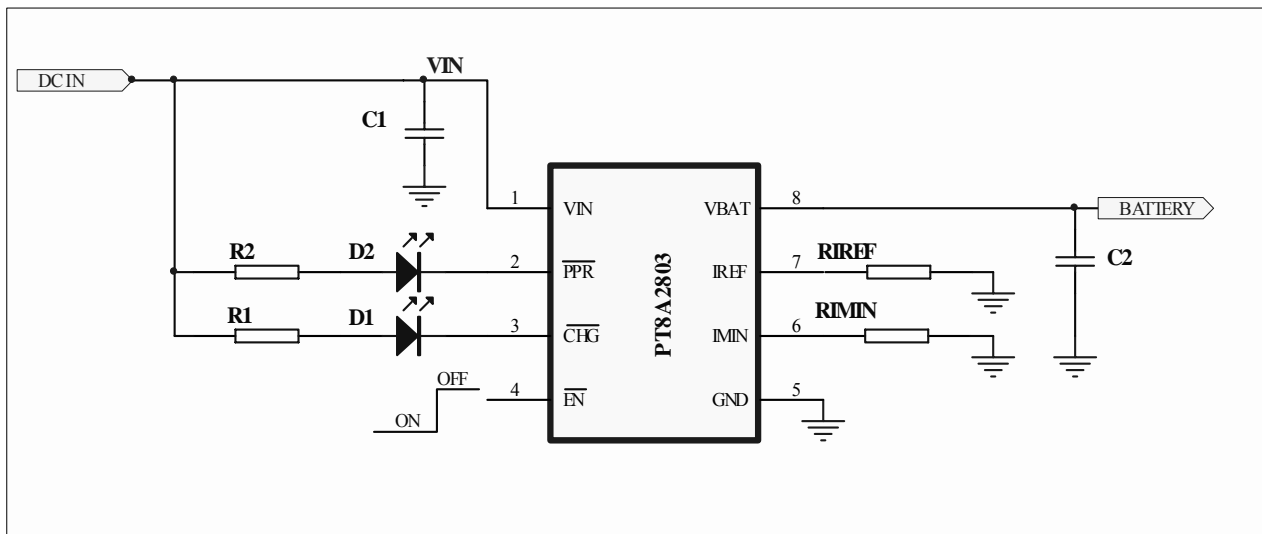 DC IN
VIN
C1
1
VIN
VBAT
8
BATTERY
R2
D2
2
PPR
IREF
7
RIREF
C2
R1
D1
3
CHG
PT8A2803
IMIN
6
RIMIN
OFF
4
EN
GND
5
ON